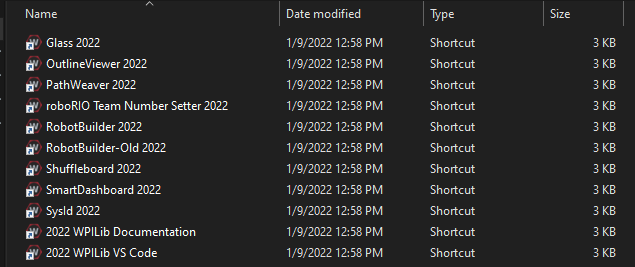 Name Date modified Type Size
Glass 2022 1/9/2022 12:58 PM Shortcut 3 KB
OutlineViewer 2022 1/9/2022 12:58 PM Shortcut 3 KB
PathWeaver 2022 1/9/2022 12:58 PM Shortcut 3 KB
roboRIO Team Number Setter 2022 1/9/2022 12:58 PM Shortcut 3 KB
RobotBuilder 2022 1/9/2022 12:58 PM Shortcut 3 KB
RobotBuilder-Old 2022 1/9/2022 12:58 PM Shortcut 3 KB
Shuffleboard 2022 1/9/2022 12:58 PM Shortcut 3 KB
SmartDashboard 2022 1/9/2022 12:58 PM Shortcut 3 KB
SysId 2022 1/9/2022 12:58 PM Shortcut 3 KB
2022 WPILib Documentation 1/9/2022 12:58 PM Shortcut 3 KB
2022 WPILib VS Code 1/9/2022 12:58 PM Shortcut 3 KB